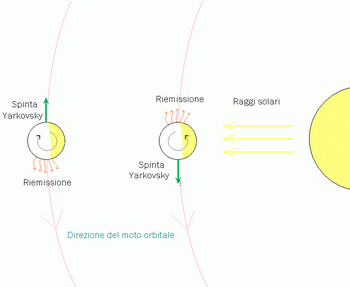 Spinta
Yarkovsky
Riemissione
Riemissione
Spinta
Yarkovsky
Raggi solari
Direzione del moto orbitale